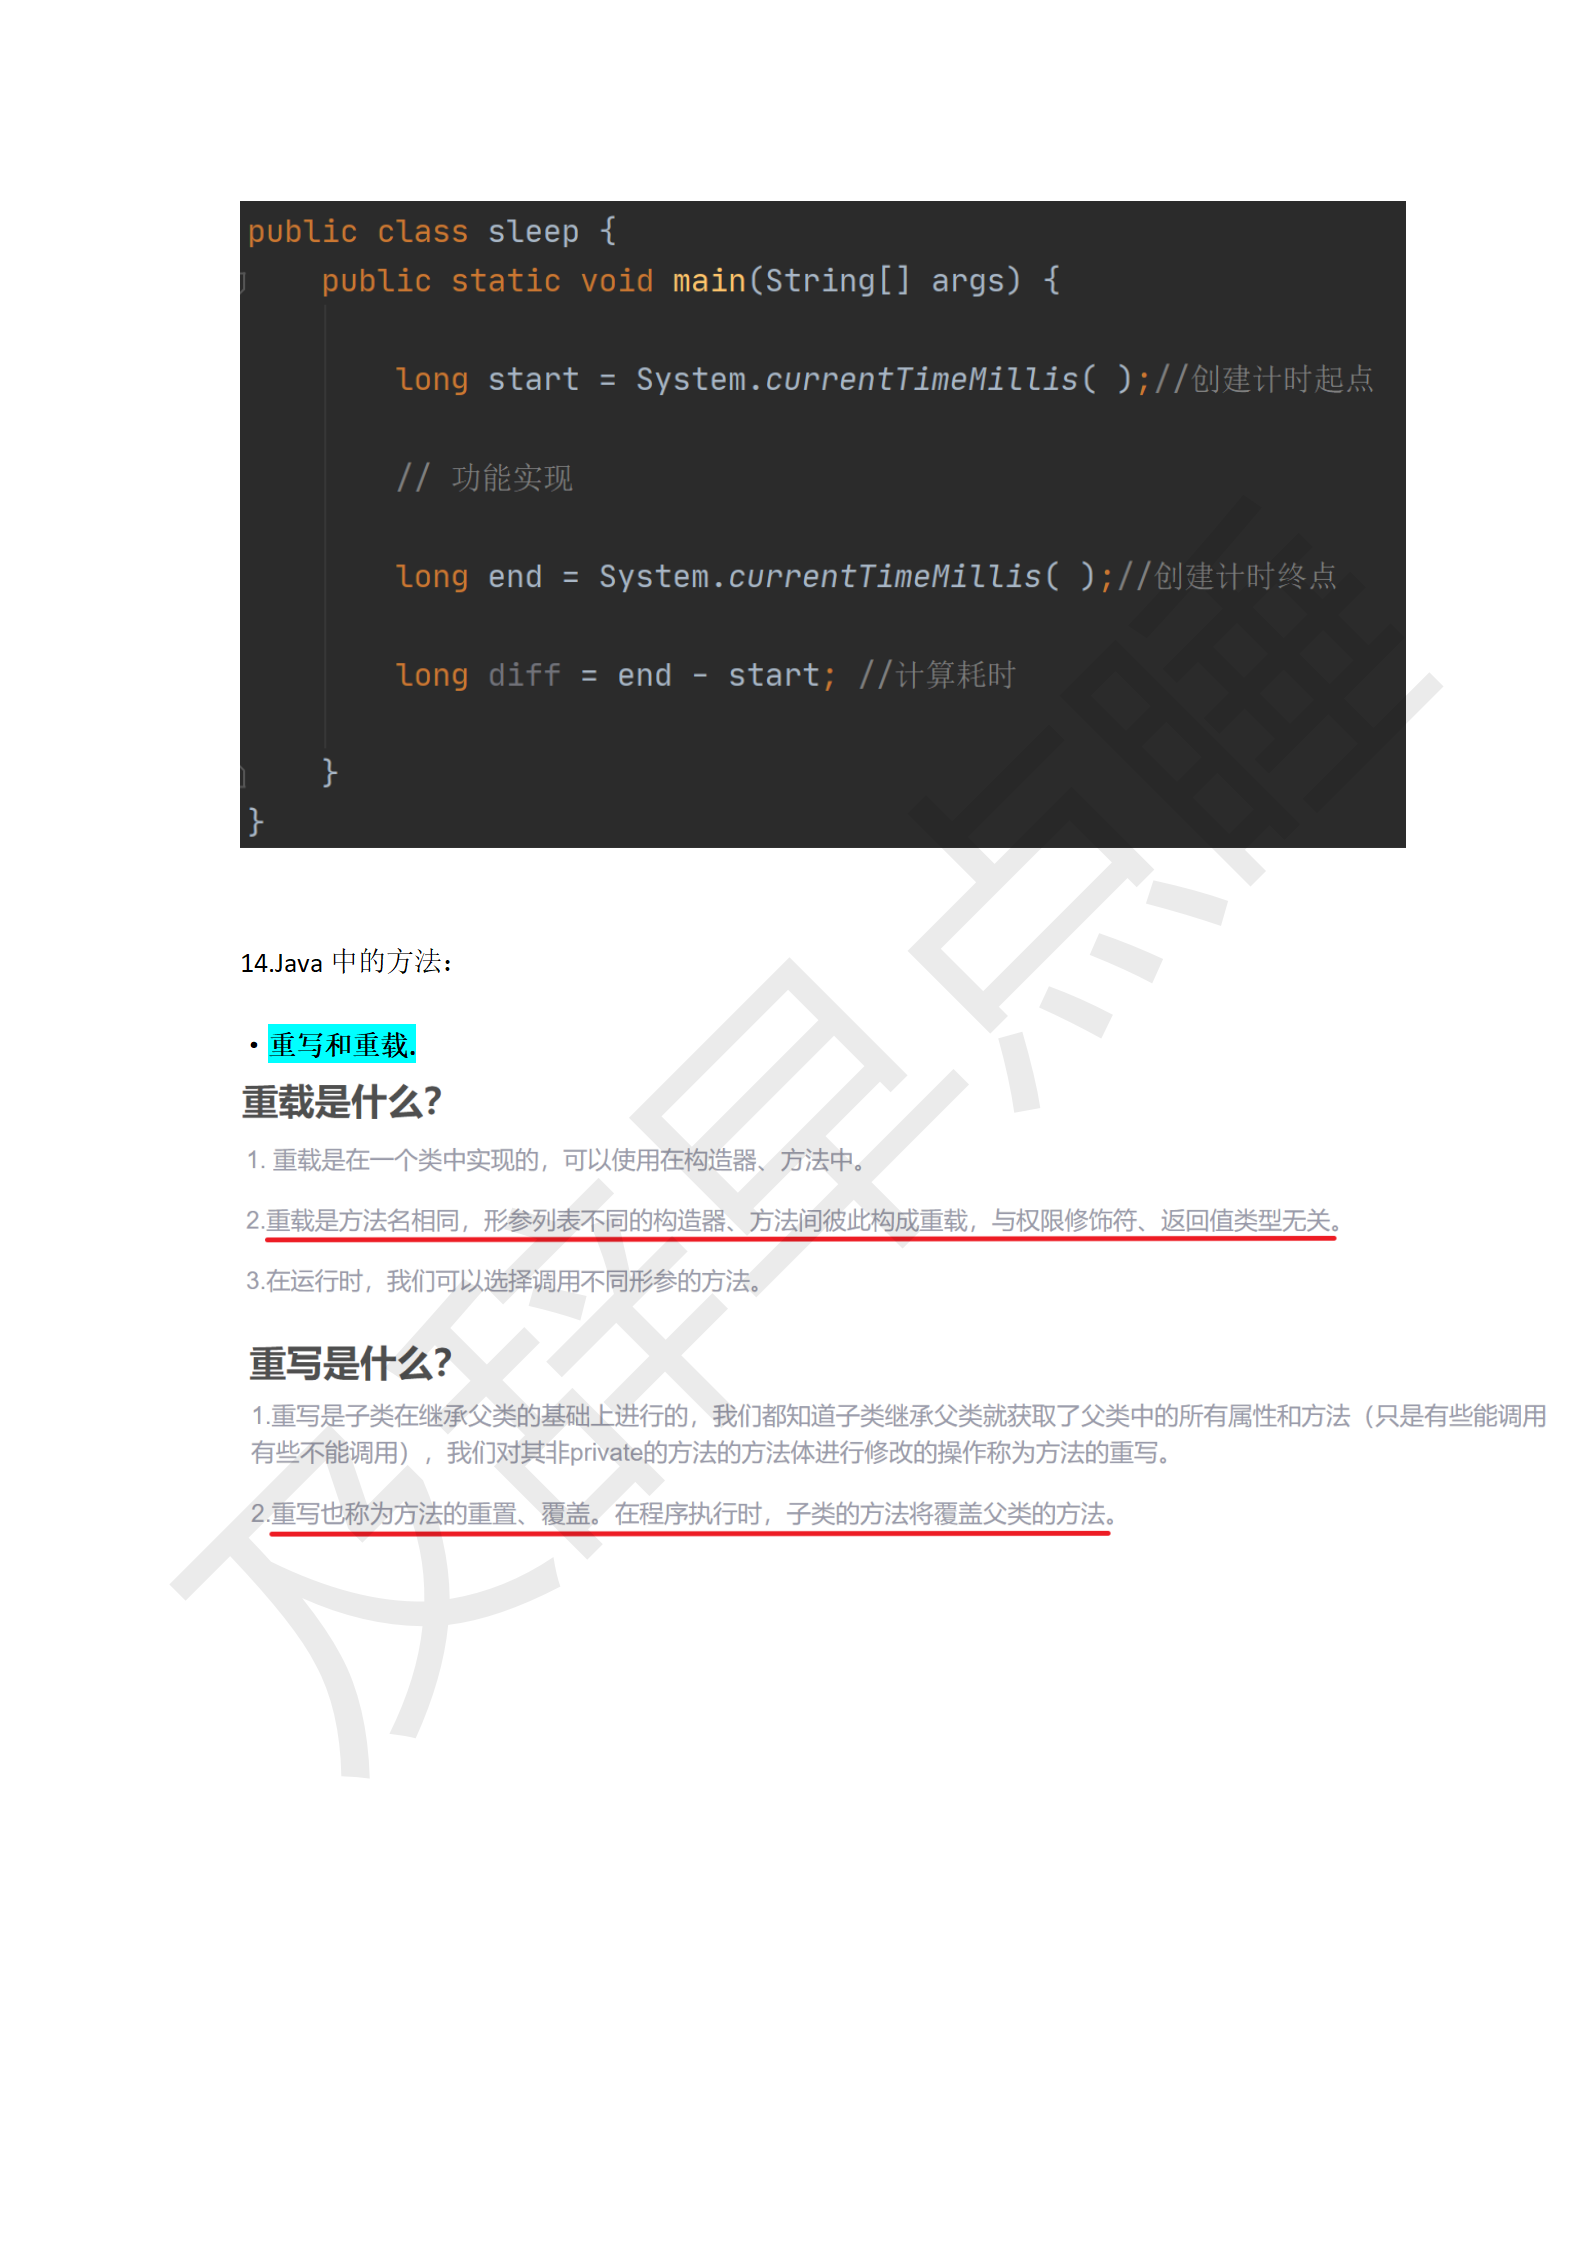 public class sleep {
public static void main(String[] args) {
long start = System.currentTimeMillis( );//创建计时起点
// 功能实现
long end = System.currentTimeMillis( );//创建计时终点
long diff = end - start; //计算耗时
}
}
14.Java 中的方法：
·重写和重载.
重载是什么？
1. 重载是在一个类中实现的，可以使用在构造器、方法中。
2.重载是方法名相同，形参列表不同的构造器、方法间彼此构成重载，与权限修饰符、返回值类型无关。
3.在运行时，我们可以选择调用不同形参的方法。
重写是什么？
1.重写是子类在继承父类的基础上进行的，我们都知道子类继承父类就获取了父类中的所有属性和方法（只是有些能调用
有些不能调用），我们对其非private的方法的方法体进行修改的操作称为方法的重写。
2.重写也称为方法的重置、覆盖。在程序执行时，子类的方法将覆盖父类的方法。
及辞早点睡